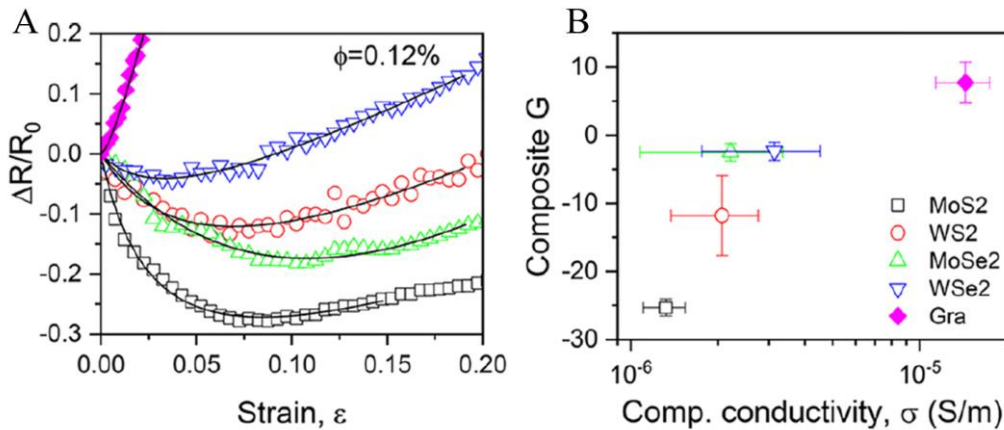 A
B
ϕ=0.12%
0.2
0.1
0.0
-0.1
-0.2
-0.3
ΔR/R₀
0.00
0.05
0.10
0.15
0.20
Strain, ε
Composite G
20
10
0
-10
-20
-30
MoS2
WS2
MoSe2
WSe2
Gra
10⁻⁶
10⁻⁵
Comp. conductivity, σ (S/m)